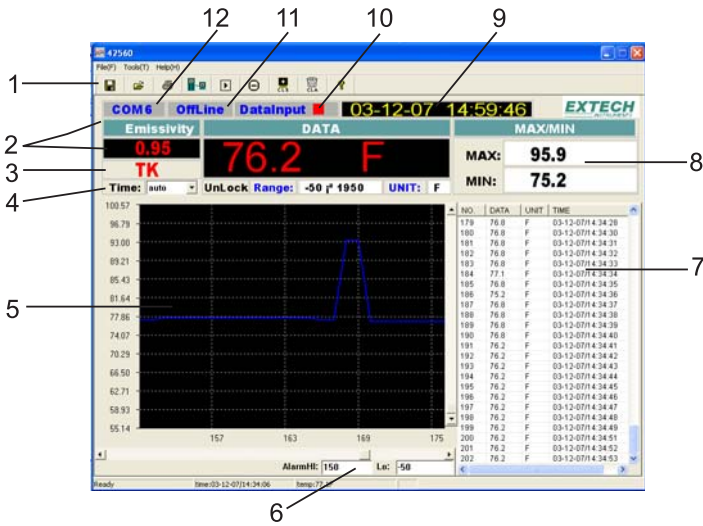 12 11 10 9
42560
File(F) Tools(T) Help(H)
1
COM6 OffLine DataInput 03-12-07 14:59:46 EXTECH
INSTRUMENTS
2 Emissivity DATA MAX/MIN
0.95 76.2 F MAX: 95.9 8
3 TK MIN: 75.2
4 Time: auto UnLock Range: -50 ¡ª 1950 UNIT: F
100.57 NO. DATA UNIT TIME
179 76.8 F 03-12-07/14:34:28
96.79 180 76.8 F 03-12-07/14:34:30
93.00 181 76.8 F 03-12-07/14:34:31
182 76.8 F 03-12-07/14:34:32
89.21 183 76.8 F 03-12-07/14:34:33 7
184 77.1 F 03-12-07/14:34:34
85.43 185 76.8 F 03-12-07/14:34:35
81.64 186 75.2 F 03-12-07/14:34:36
5 187 76.8 F 03-12-07/14:34:37
77.86 188 76.8 F 03-12-07/14:34:38
189 76.8 F 03-12-07/14:34:39
74.07 190 76.8 F 03-12-07/14:34:40
191 76.2 F 03-12-07/14:34:41
70.29 192 76.2 F 03-12-07/14:34:42
193 76.2 F 03-12-07/14:34:43
66.50 194 76.2 F 03-12-07/14:34:44
195 76.2 F 03-12-07/14:34:45
62.71 196 76.2 F 03-12-07/14:34:46
197 76.2 F 03-12-07/14:34:47
58.93 198 76.2 F 03-12-07/14:34:48
199 76.2 F 03-12-07/14:34:49
55.14 200 76.2 F 03-12-07/14:34:51
157 163 169 175 201 76.2 F 03-12-07/14:34:52
202 76.2 F 03-12-07/14:34:53
AlarmHI: 150 Lo: -50
Ready time:03-12-07/14:34:06
6